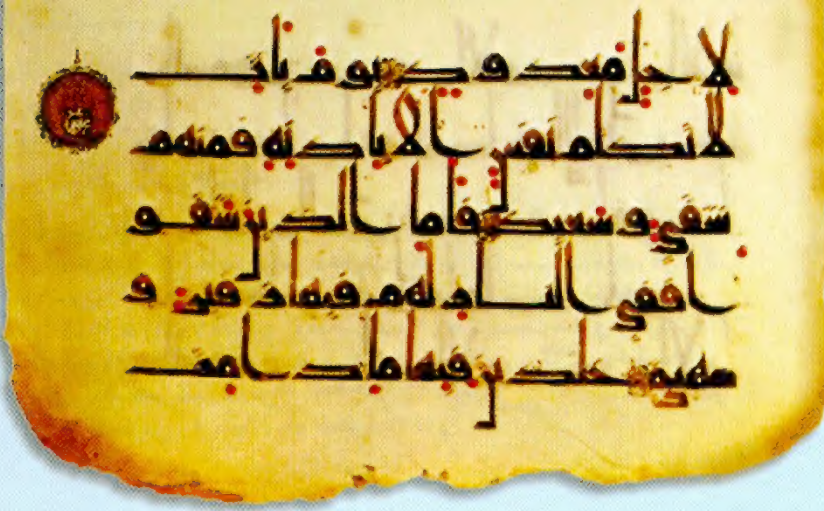 لاجل معدود يوم يات
لا تكلم نفس الا باذنه فمنهم
شقي وسعيد فاما الذين شقو
ا ففي النار لهم فيها زفير و
شهيق خلدين فيها ما دامت